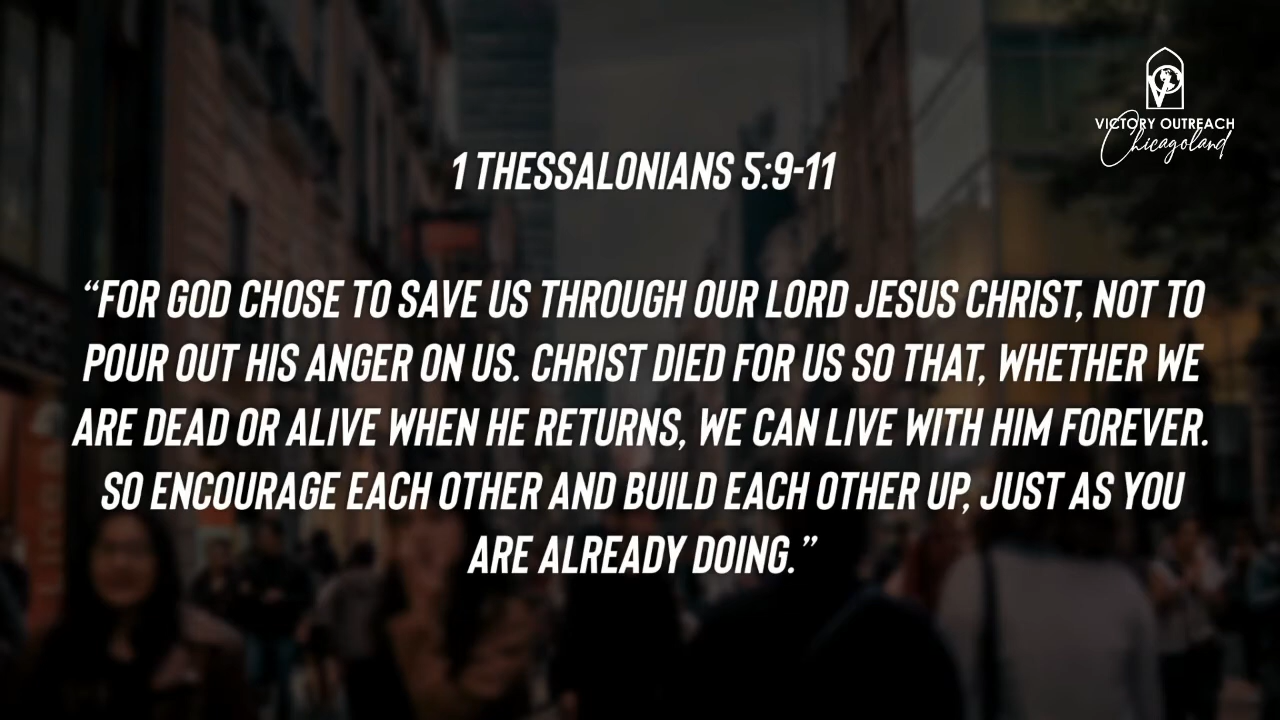 VICTORY OUTREACH
Chicagoland
1 THESSALONIANS 5:9-11
“FOR GOD CHOSE TO SAVE US THROUGH OUR LORD JESUS CHRIST, NOT TO
POUR OUT HIS ANGER ON US. CHRIST DIED FOR US SO THAT, WHETHER WE
ARE DEAD OR ALIVE WHEN HE RETURNS, WE CAN LIVE WITH HIM FOREVER.
SO ENCOURAGE EACH OTHER AND BUILD EACH OTHER UP, JUST AS YOU
ARE ALREADY DOING.”